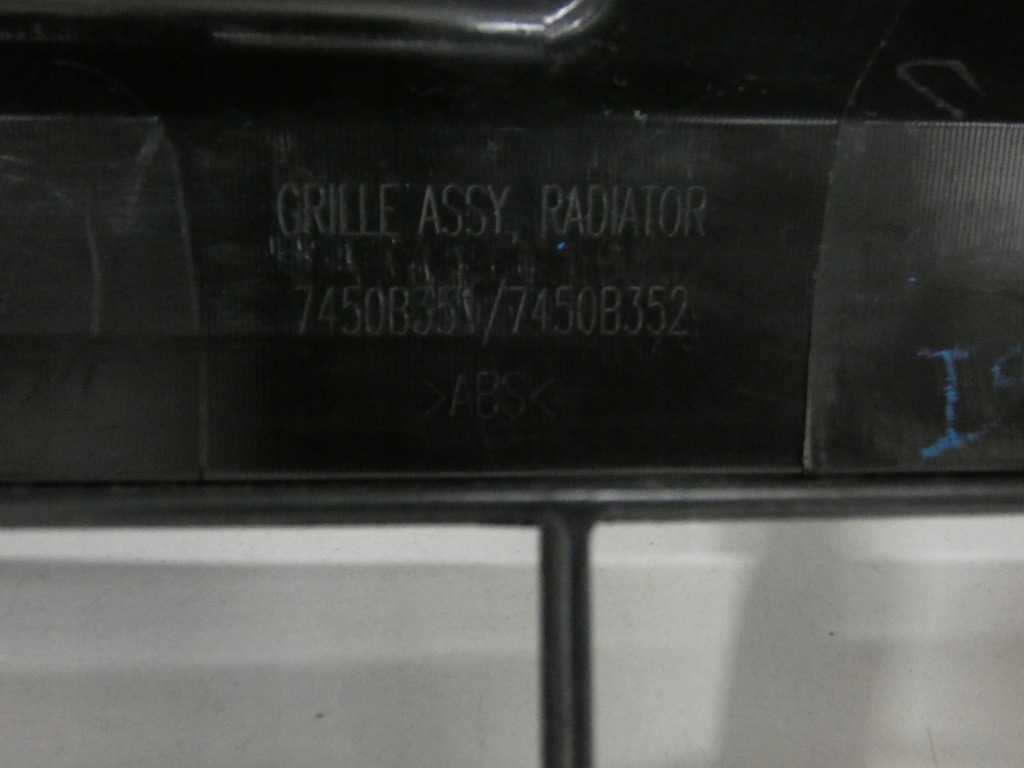 GRILLE ASSY, RADIATOR
7450B351/7450B352
>ABS<